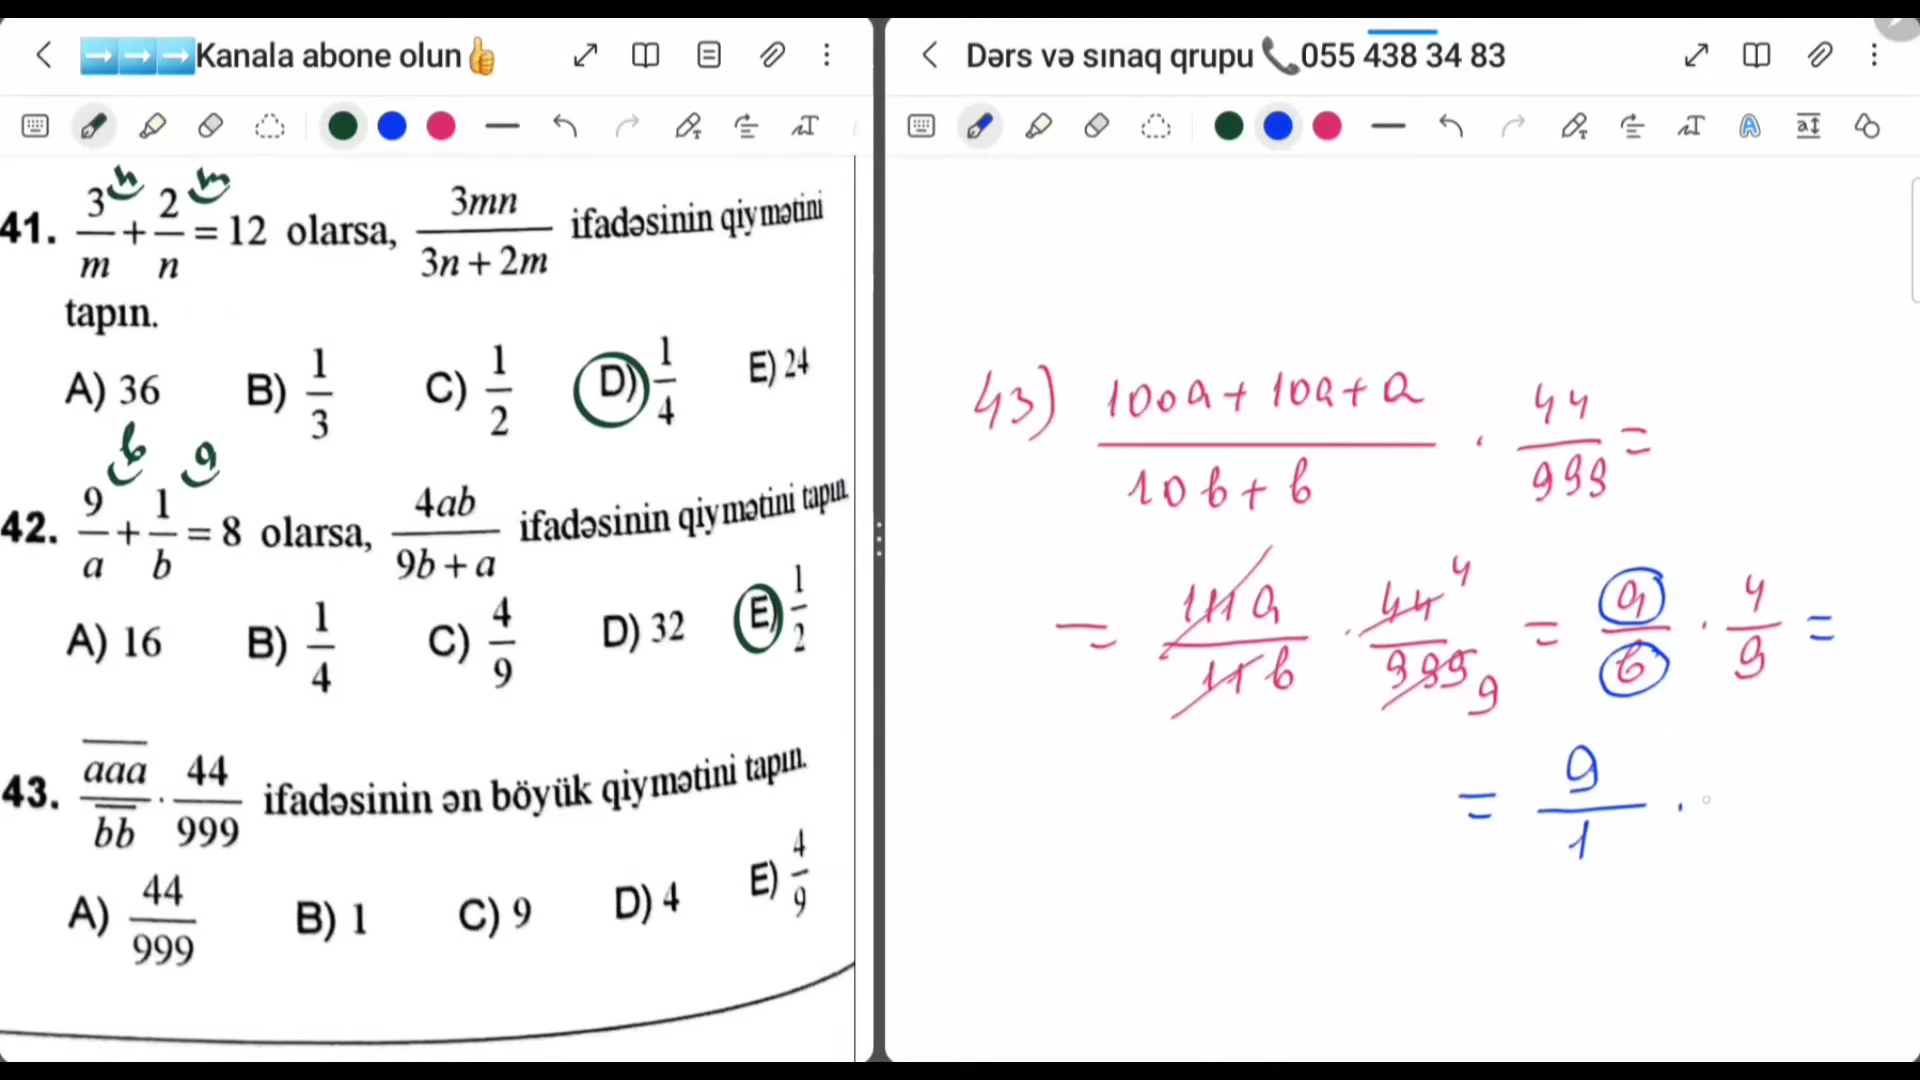 Kanala abone olun
41. 3/m + 2/n = 12 olarsa, 3mn/(3n + 2m) ifadəsinin qiymətini
n m
tapın.
A) 36 B) 1/3 C) 1/2 D) 1/4 E) 24
b a
42. 9/a + 1/b = 8 olarsa, 4ab/(9b + a) ifadəsinin qiymətini tapın
A) 16 B) 1/4 C) 4/9 D) 32 E) 1/2
43. aaa/bb · 44/999 ifadəsinin ən böyük qiymətini tapın.
A) 44/999 B) 1 C) 9 D) 4 E) 4/9
Dərs və sınaq qrupu 055 438 34 83
43) (100a + 10a + a)/(10b + b) · 44/999 =
= 111a/11b · 44/999 4 9 = a/b · 4/9 =
= 9/1 ·